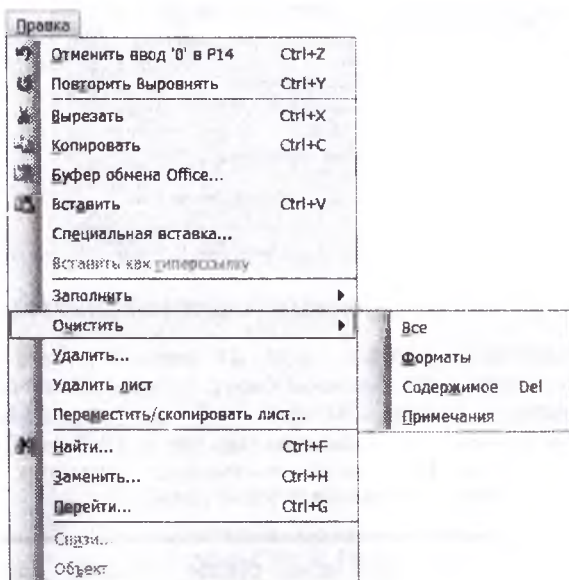 Правка
Отменить ввод '0' в P14 Ctrl+Z
Повторить Выровнять Ctrl+Y
Вырезать Ctrl+X
Копировать Ctrl+C
Буфер обмена Office...
Вставить Ctrl+V
Специальная вставка...
Вставить как гиперссылку
Заполнить
Очистить
Все
Удалить...
Форматы
Удалить лист
Содержимое Del
Переместить/скопировать лист...
Примечания
Найти... Ctrl+F
Заменить... Ctrl+H
Перейти... Ctrl+G
Связи...
Объект